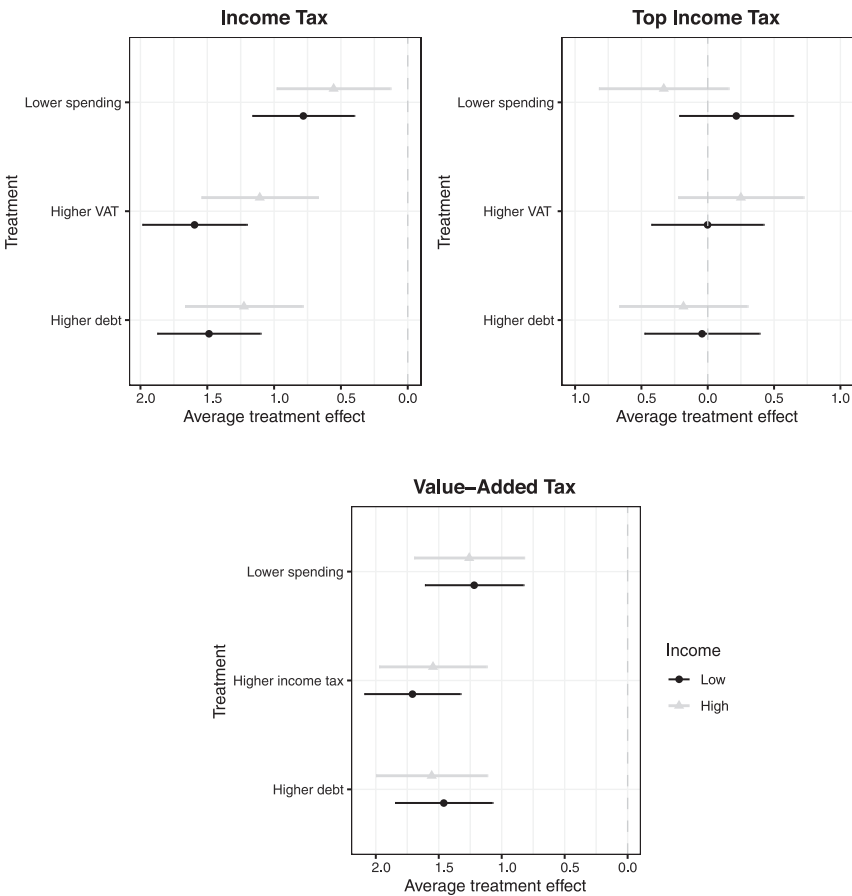 Income Tax
Treatment
Lower spending
Higher VAT
Higher debt
2.0 1.5 1.0 0.5 0.0
Average treatment effect
Top Income Tax
Treatment
Lower spending
Higher VAT
Higher debt
1.0 0.5 0.0 0.5 1.0
Average treatment effect
Value–Added Tax
Treatment
Lower spending
Higher income tax
Higher debt
2.0 1.5 1.0 0.5 0.0
Average treatment effect
Income
Low
High